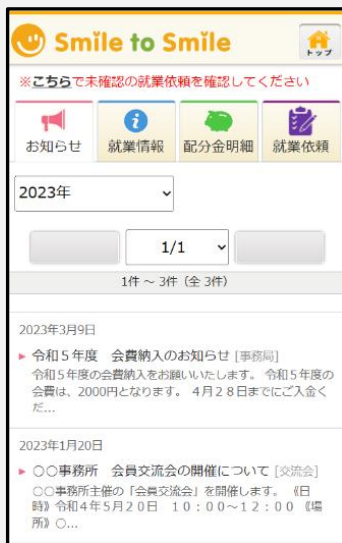 Smile to Smile
トップ
※こちらで未確認の就業依頼を確認してください
お知らせ 就業情報 配分金明細 就業依頼
2023年
1/1
1件 ～ 3件 (全 3件)
2023年3月9日
令和５年度　会費納入のお知らせ [事務局]
令和５年度の会費納入をお願いいたします。 令和５年度の
会費は、2000円となります。 ４月２８日までにご入金く
だ...
2023年1月20日
〇〇事務所　会員交流会の開催について [交流会]
〇〇事務所主催の「会員交流会」を開催します。 《日
時》令和４年５月２０日　１０：００～１２：００ 《場
所》〇...